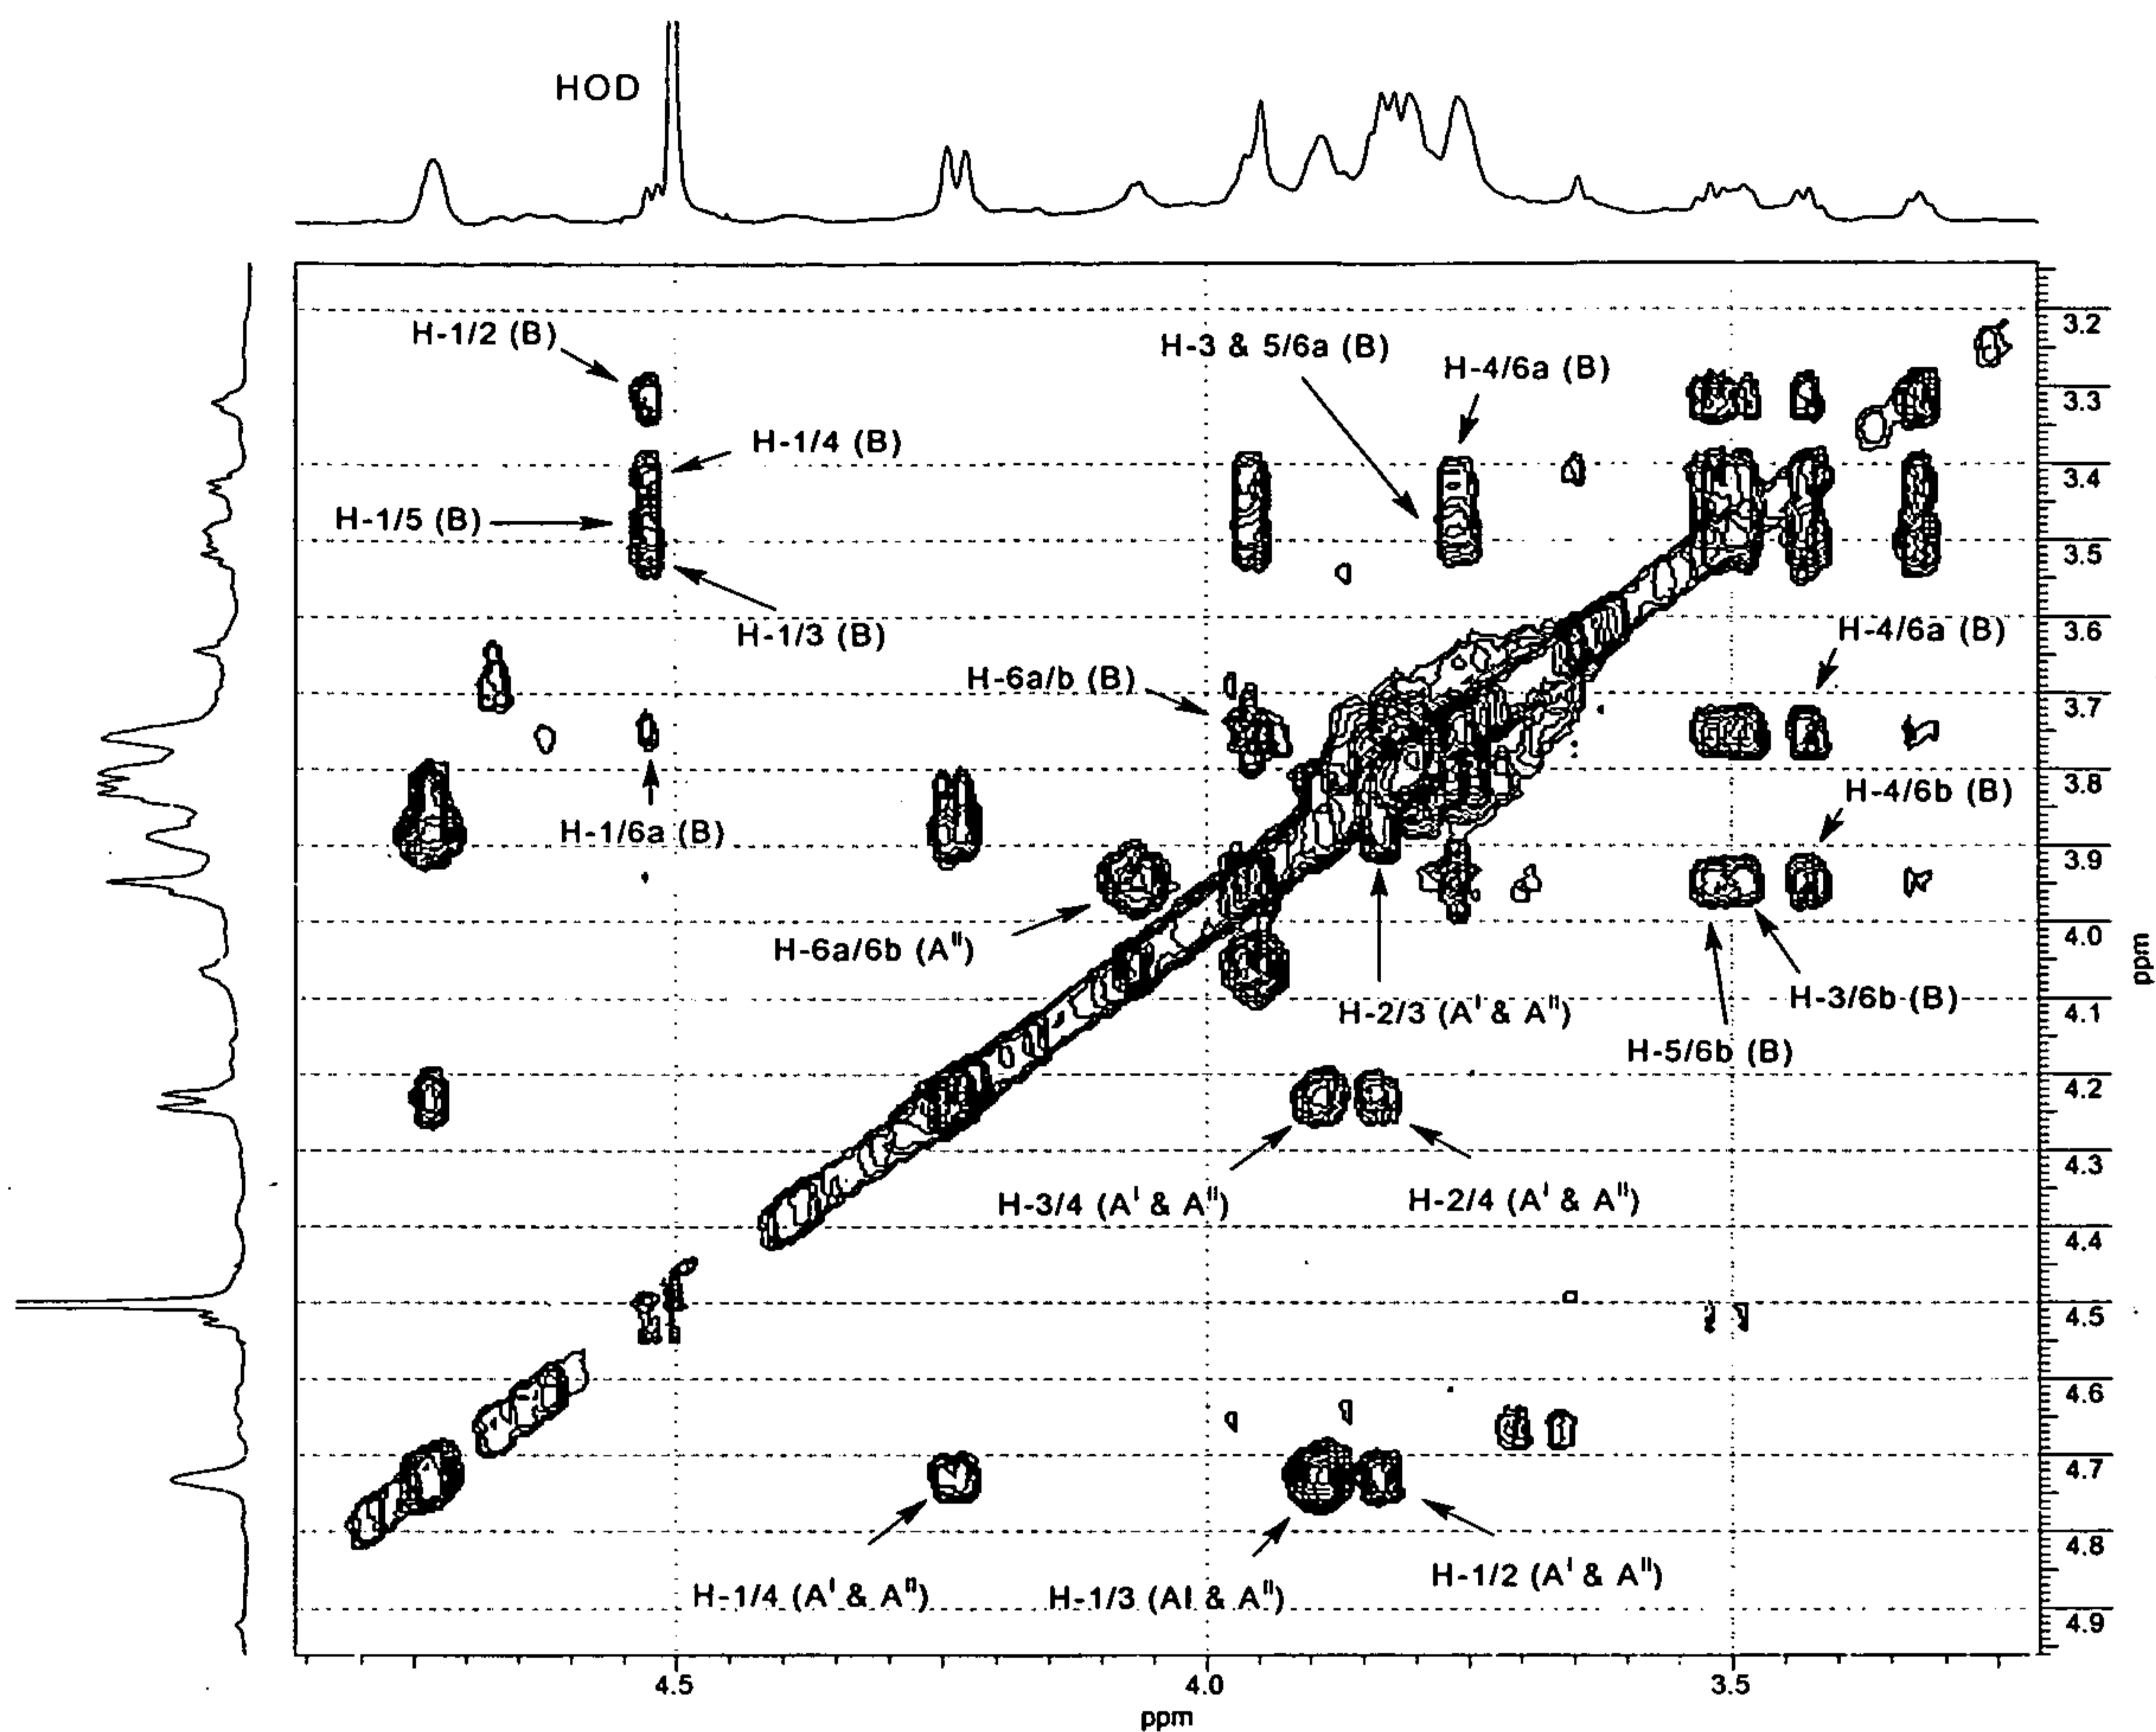 HOD
H-1/2 (B)
H-3 & 5/6a (B)
H-4/6a (B)
H-1/4 (B)
H-1/5 (B)
H-1/3 (B)
H-4/6a (B)
H-6a/b (B)
H-4/6b (B)
H-1/6a (B)
H-6a/6b (A^II)
H-3/6b (B)
H-2/3 (A^I & A^II)
H-5/6b (B)
H-3/4 (A^I & A^II)
H-2/4 (A^I & A^II)
H-1/4 (A^I & A^II)
H-1/3 (AI & A^II)
H-1/2 (A^I & A^II)
3.2
3.3
3.4
3.5
3.6
3.7
3.8
3.9
4.0
4.1
4.2
4.3
4.4
4.5
4.6
4.7
4.8
4.9
ppm
4.5
4.0
3.5
ppm